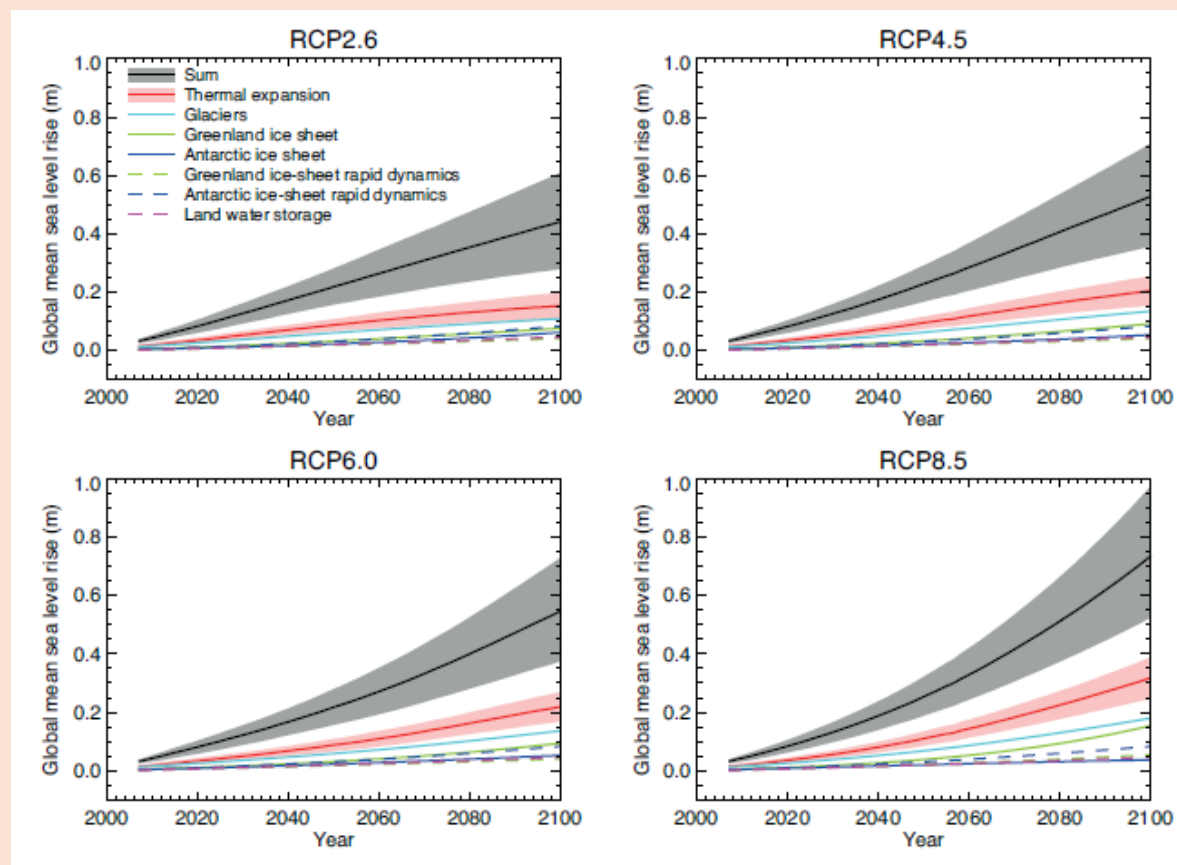 RCP2.6
Global mean sea level rise (m)
1.0
0.8
0.6
0.4
0.2
0.0
Sum
Thermal expansion
Glaciers
Greenland ice sheet
Antarctic ice sheet
Greenland ice-sheet rapid dynamics
Antarctic ice-sheet rapid dynamics
Land water storage
2000 2020 2040 2060 2080 2100
Year
RCP4.5
Global mean sea level rise (m)
1.0
0.8
0.6
0.4
0.2
0.0
2000 2020 2040 2060 2080 2100
Year
RCP6.0
Global mean sea level rise (m)
1.0
0.8
0.6
0.4
0.2
0.0
2000 2020 2040 2060 2080 2100
Year
RCP8.5
Global mean sea level rise (m)
1.0
0.8
0.6
0.4
0.2
0.0
2000 2020 2040 2060 2080 2100
Year